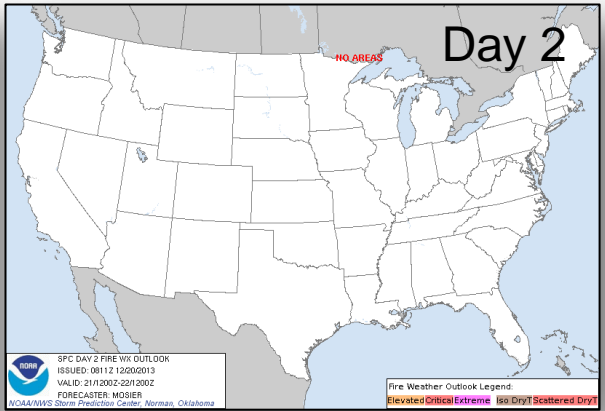 Day 2
NO AREAS
NOAA
SPC DAY 2 FIRE WX OUTLOOK
ISSUED: 0811Z 12/20/2013
VALID: 21/1200Z-22/1200Z
FORECASTER: MOSIER
NOAA/NWS Storm Prediction Center, Norman, Oklahoma
Fire Weather Outlook Legend:
Elevated Critical Extreme Iso DryT Scattered DryT